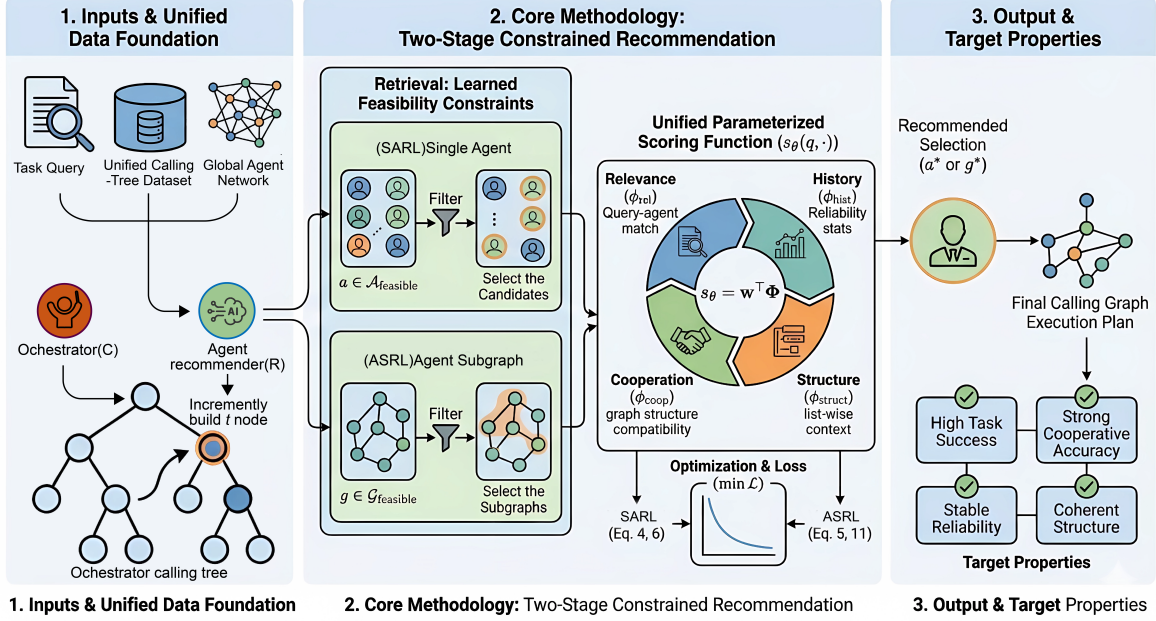 1. Inputs & Unified
Data Foundation
Task Query
Unified Calling
-Tree Dataset
Global Agent
Network
Ochestrator(C)
AI
Agent
recommender(R)
Incremently
build t node
Ochestrator calling tree
2. Core Methodology:
Two-Stage Constrained Recommendation
Retrieval: Learned
Feasibility Constraints
(SARL)Single Agent
Filter
a ∈ 𝒜feasible
Select the
Candidates
(ASRL)Agent Subgraph
Filter
g ∈ 𝒢feasible
Select the
Subgraphs
Unified Parameterized
Scoring Function (sθ(q, ·))
Relevance
(ϕrel)
Query-agent
match
History
(ϕhist)
Reliability
stats
sθ = w⊤Φ
Cooperation
(ϕcoop)
graph structure
compatibility
Structure
(ϕstruct)
list-wise
context
Optimization & Loss
(min ℒ)
SARL
(Eq. 4, 6)
ASRL
(Eq. 5, 11)
3. Output &
Target Properties
Recommended
Selection
(a* or g*)
Final Calling Graph
Execution Plan
High Task
Success
Strong
Cooperative
Accuracy
Stable
Reliability
Coherent
Structure
Target Properties
1. Inputs & Unified Data Foundation
2. Core Methodology: Two-Stage Constrained Recommendation
3. Output & Target Properties